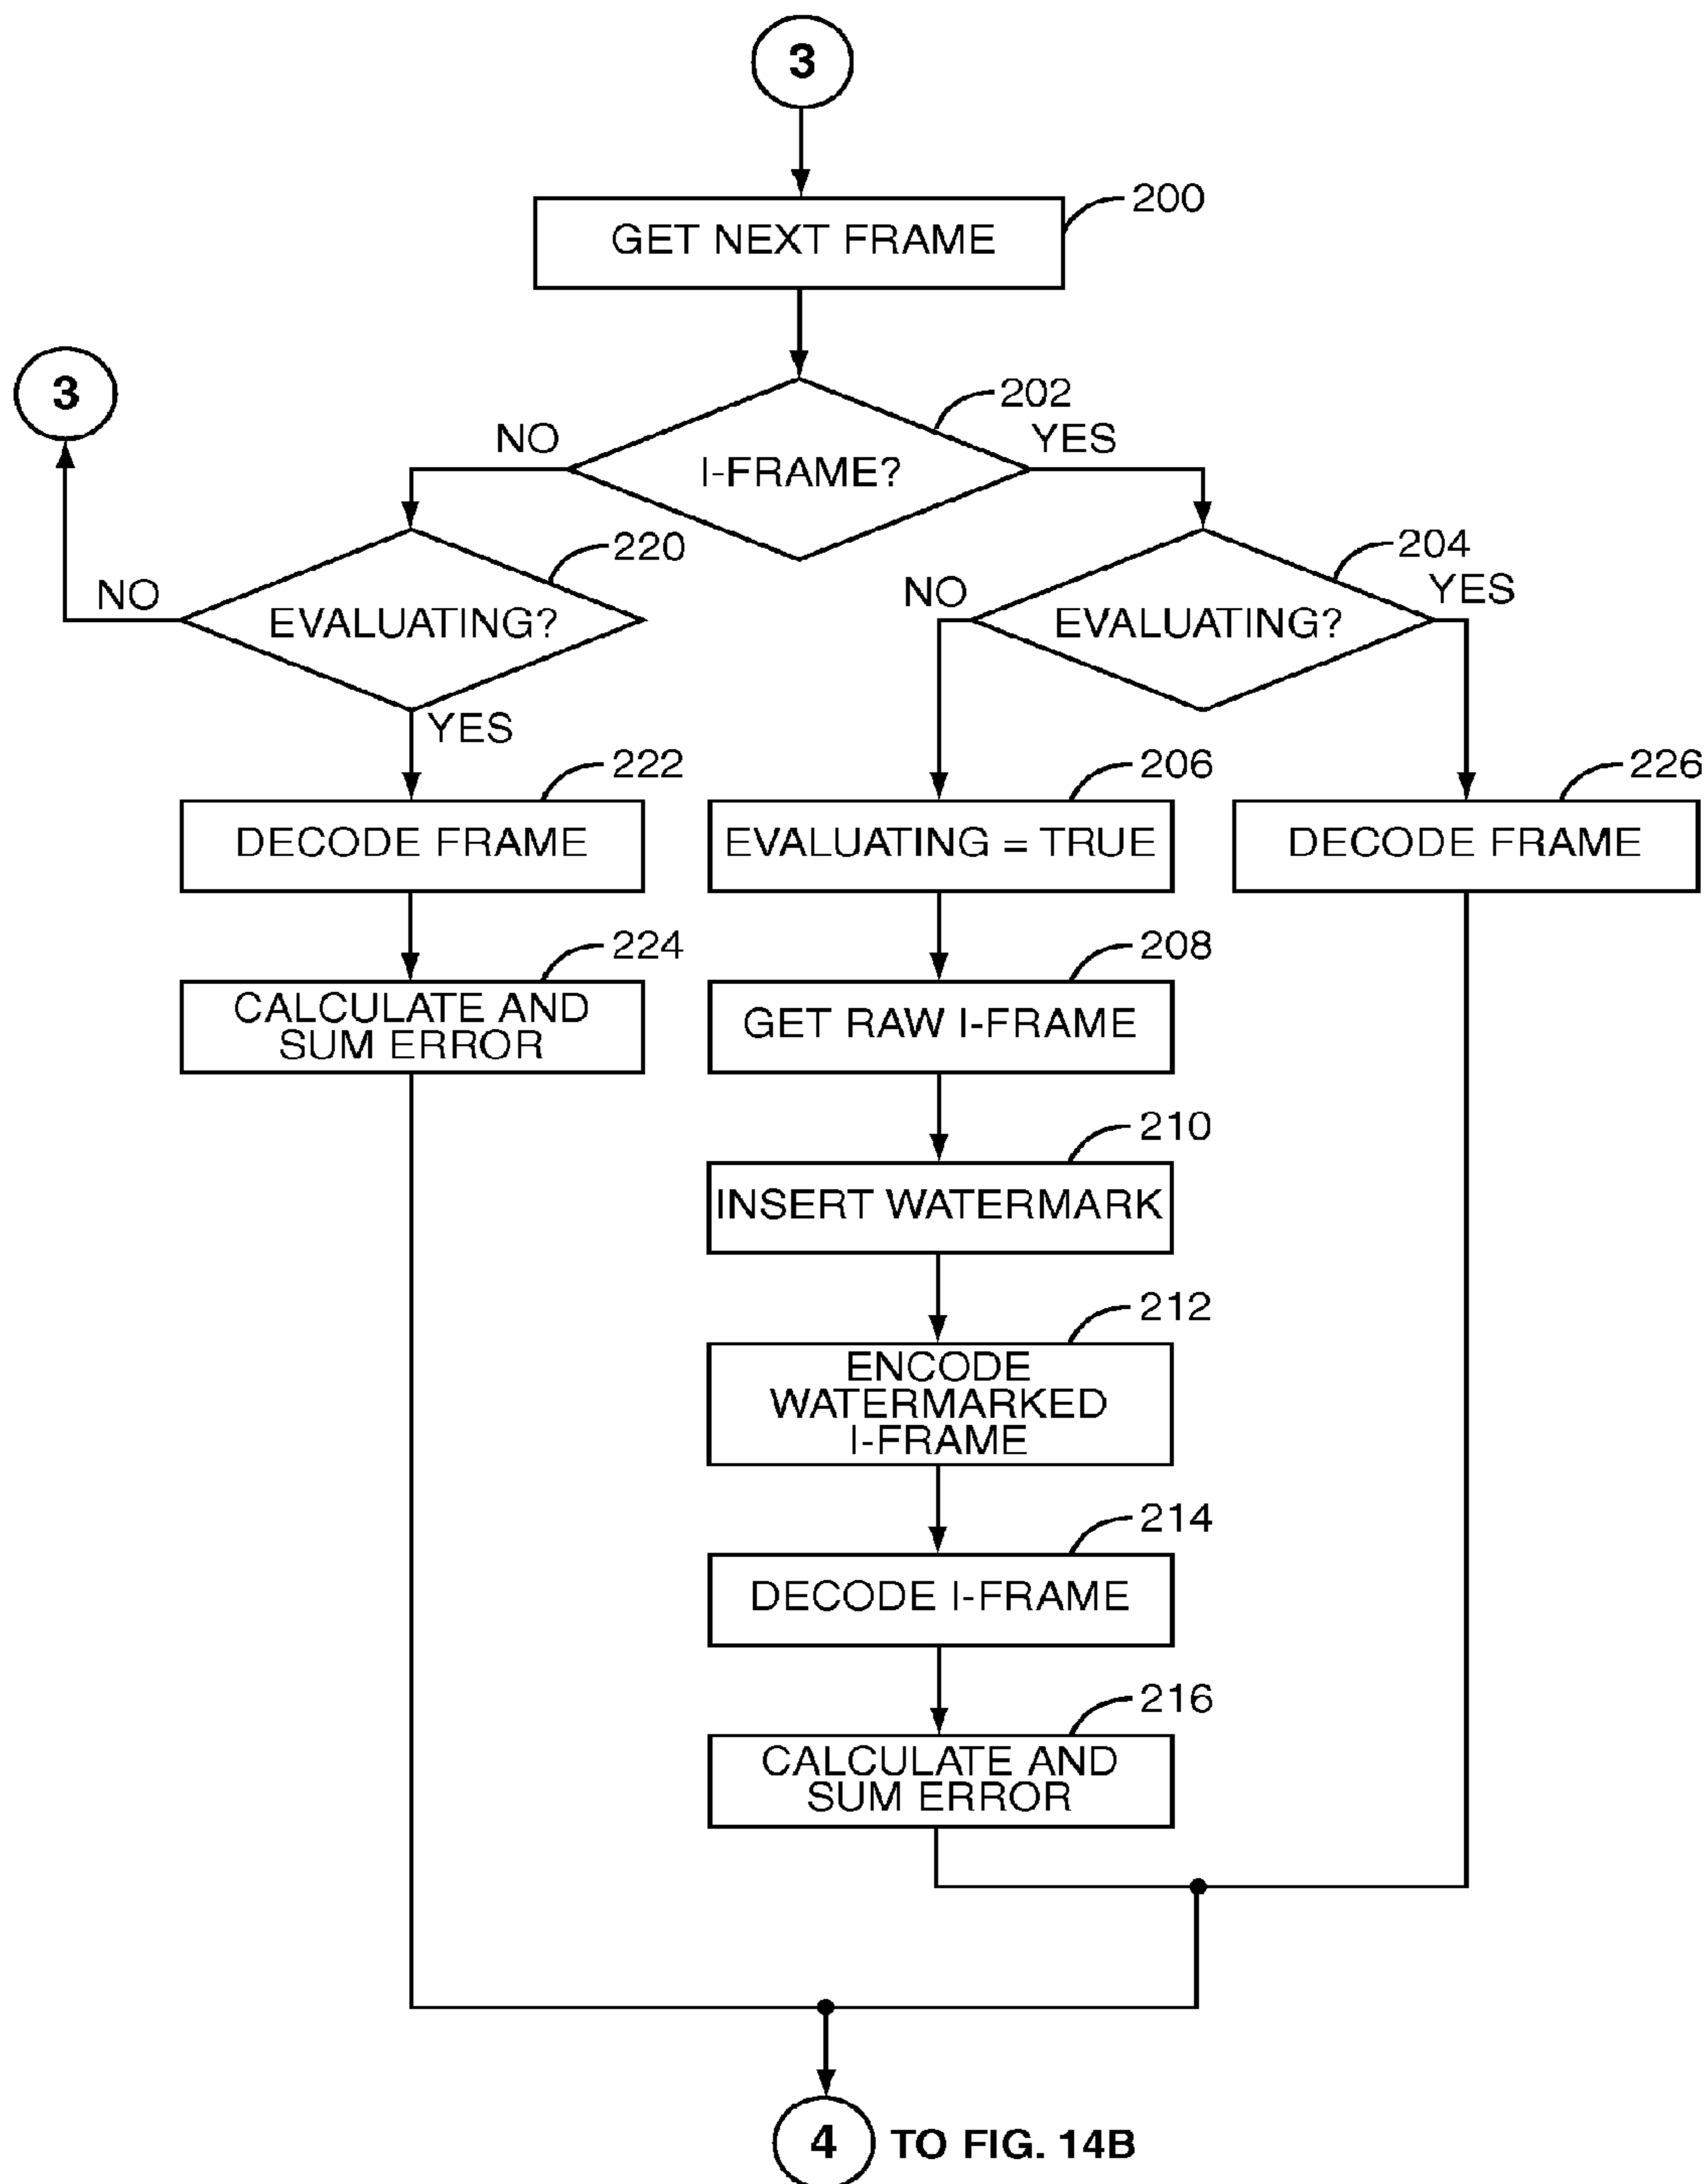 3
200
GET NEXT FRAME
3
202
NO
YES
I-FRAME?
220
204
NO
NO
YES
EVALUATING?
EVALUATING?
YES
222
206
226
DECODE FRAME
EVALUATING = TRUE
DECODE FRAME
224
208
CALCULATE AND
SUM ERROR
GET RAW I-FRAME
210
INSERT WATERMARK
212
ENCODE
WATERMARKED
I-FRAME
214
DECODE I-FRAME
216
CALCULATE AND
SUM ERROR
4 TO FIG. 14B